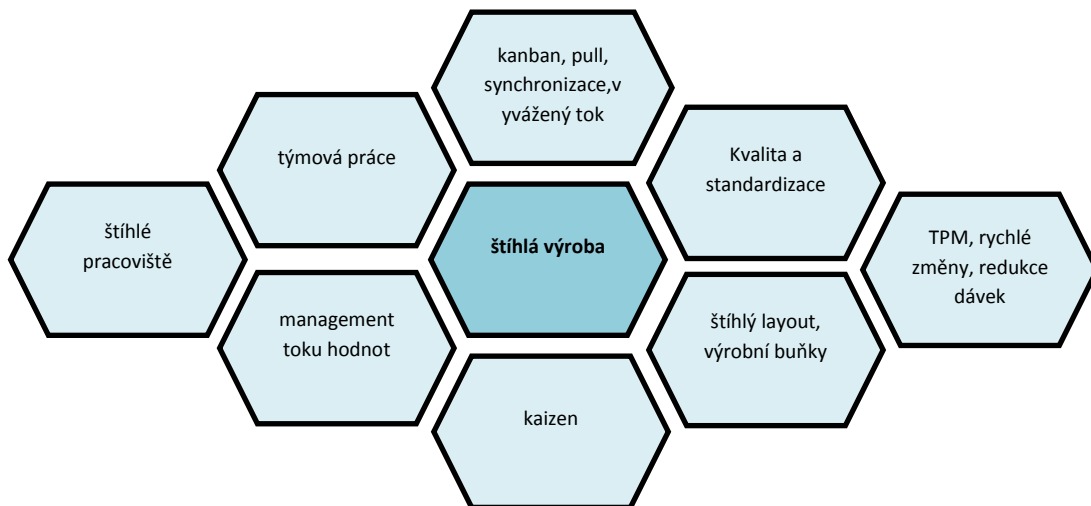 kanban, pull,
synchronizace,v
yvážený tok
týmová práce
Kvalita a
standardizace
štíhlé
pracoviště
štíhlá výroba
TPM, rychlé
změny, redukce
dávek
management
toku hodnot
štíhlý layout,
výrobní buňky
kaizen